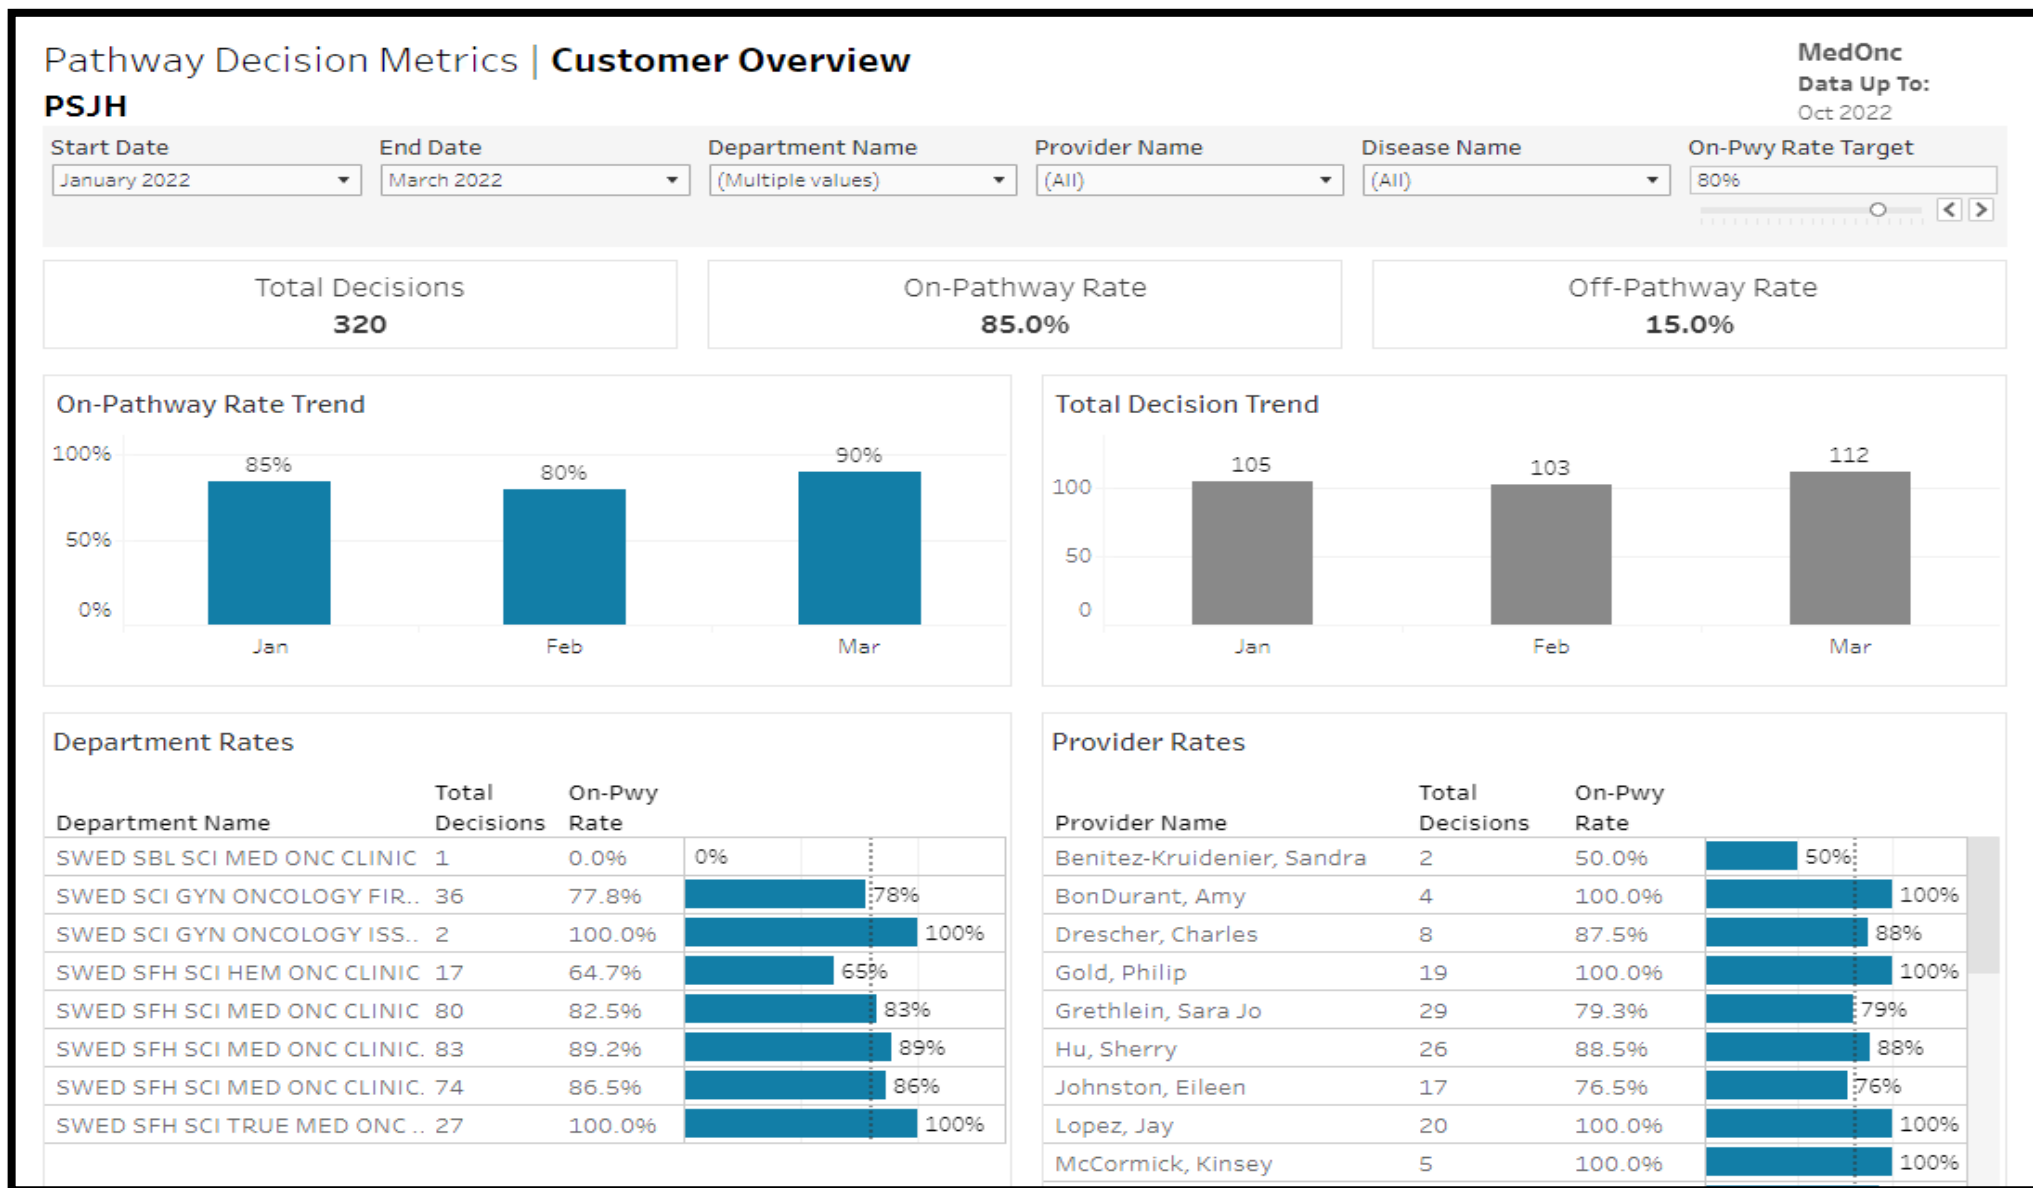 Pathway Decision Metrics | Customer Overview
PSJH
MedOnc
Data Up To:
Oct 2022
Start Date
End Date
Department Name
Provider Name
Disease Name
On-Pwy Rate Target
January 2022
March 2022
(Multiple values)
(All)
(All)
80%
Total Decisions
320
On-Pathway Rate
85.0%
Off-Pathway Rate
15.0%
On-Pathway Rate Trend
100%
50%
0%
85%
80%
90%
Jan
Feb
Mar
Total Decision Trend
100
50
0
105
103
112
Jan
Feb
Mar
Department Rates
Department Name Total Decisions On-Pwy Rate
SWED SBL SCI MED ONC CLINIC 1 0.0% 0%
SWED SCI GYN ONCOLOGY FIR.. 36 77.8% 78%
SWED SCI GYN ONCOLOGY ISS.. 2 100.0% 100%
SWED SFH SCI HEM ONC CLINIC 17 64.7% 65%
SWED SFH SCI MED ONC CLINIC 80 82.5% 83%
SWED SFH SCI MED ONC CLINIC. 83 89.2% 89%
SWED SFH SCI MED ONC CLINIC. 74 86.5% 86%
SWED SFH SCI TRUE MED ONC .. 27 100.0% 100%
Provider Rates
Provider Name Total Decisions On-Pwy Rate
Benitez-Kruidenier, Sandra 2 50.0% 50%
BonDurant, Amy 4 100.0% 100%
Drescher, Charles 8 87.5% 88%
Gold, Philip 19 100.0% 100%
Grethlein, Sara Jo 29 79.3% 79%
Hu, Sherry 26 88.5% 88%
Johnston, Eileen 17 76.5% 76%
Lopez, Jay 20 100.0% 100%
McCormick, Kinsey 5 100.0% 100%